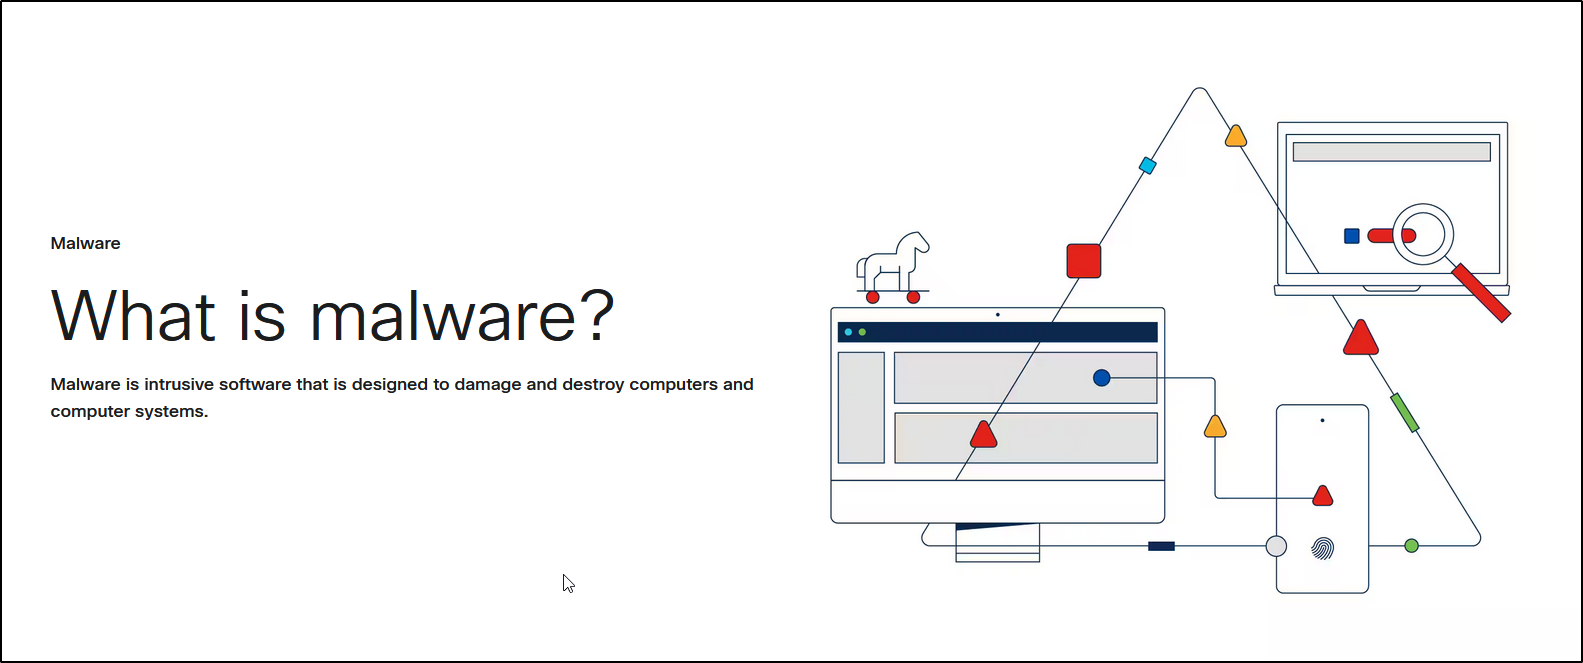 Malware
What is malware?
Malware is intrusive software that is designed to damage and destroy computers and
computer systems.